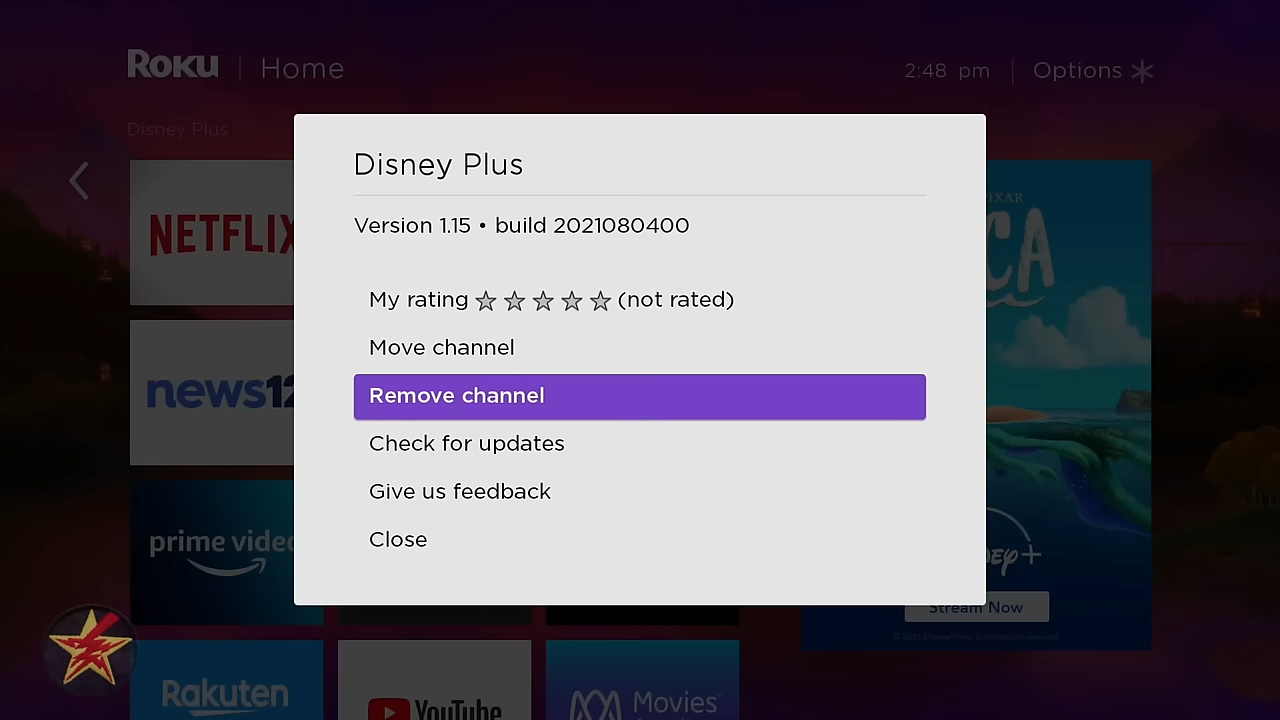 Roku | Home
2:48 pm | Options
Disney Plus
Disney Plus
Version 1.15 • build 2021080400
My rating ☆ ☆ ☆ ☆ ☆ (not rated)
Move channel
Remove channel
Check for updates
Give us feedback
Close
NETFLIX
news12
prime video
Rakuten
YouTube
Movies
Stream Now